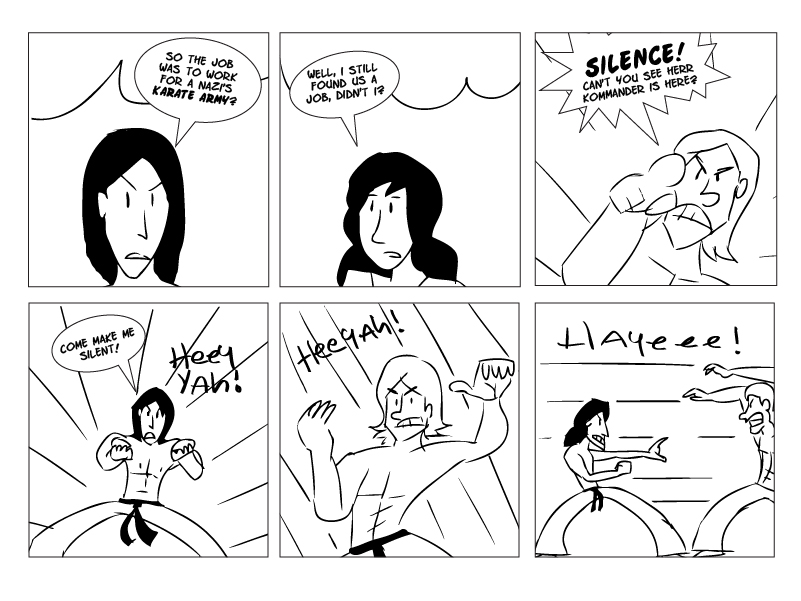 SO THE JOB
WAS TO WORK
FOR A NAZI'S
KARATE ARMY?
WELL, I STILL
FOUND US A
JOB, DIDN'T I?
SILENCE!
CAN'T YOU SEE HERR
KOMMANDER IS HERE?
COME MAKE ME
SILENT!
HEEY
YAh!
HEEYAh!
HAYeee!